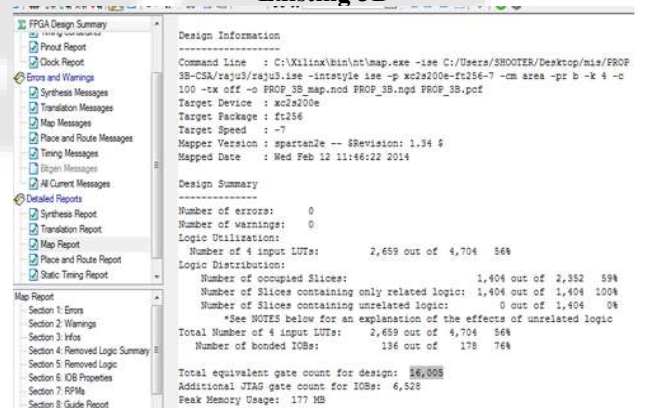 Existing 3B
FPGA Design Summary
Timing Constraints
Pinout Report
Clock Report
Errors and Warnings
Synthesis Messages
Translation Messages
Map Messages
Place and Route Messages
Timing Messages
Bitgen Messages
All Current Messages
Detailed Reports
Synthesis Report
Translation Report
Map Report
Place and Route Report
Static Timing Report
Map Report
Section 1: Errors
Section 2: Warnings
Section 3: Infos
Section 4: Removed Logic Summary
Section 5: Removed Logic
Section 6: IOB Properties
Section 7: RPMs
Section 8: Guide Report
Design Information
------------------
Command Line : C:\Xilinx\bin\nt\map.exe -ise C:/Users/SHOOTER/Desktop/mis/PROP
3B-CSA/raju3/raju3.ise -intstyle ise -p xc2s200e-ft256-7 -cm area -pr b -k 4 -c
100 -tx off -o PROP_3B_map.ncd PROP_3B.ngd PROP_3B.pcf
Target Device : xc2s200e
Target Package : ft256
Target Speed : -7
Mapper Version : spartan2e -- $Revision: 1.34 $
Mapped Date : Wed Feb 12 11:46:22 2014
Design Summary
--------------
Number of errors: 0
Number of warnings: 0
Logic Utilization:
Number of 4 input LUTs: 2,659 out of 4,704 56%
Logic Distribution:
Number of occupied Slices: 1,404 out of 2,352 59%
Number of Slices containing only related logic: 1,404 out of 1,404 100%
Number of Slices containing unrelated logic: 0 out of 1,404 0%
*See NOTES below for an explanation of the effects of unrelated logic
Total Number of 4 input LUTs: 2,659 out of 4,704 56%
Number of bonded IOBs: 136 out of 178 76%
Total equivalent gate count for design: 16,005
Additional JTAG gate count for IOBs: 6,528
Peak Memory Usage: 177 MB